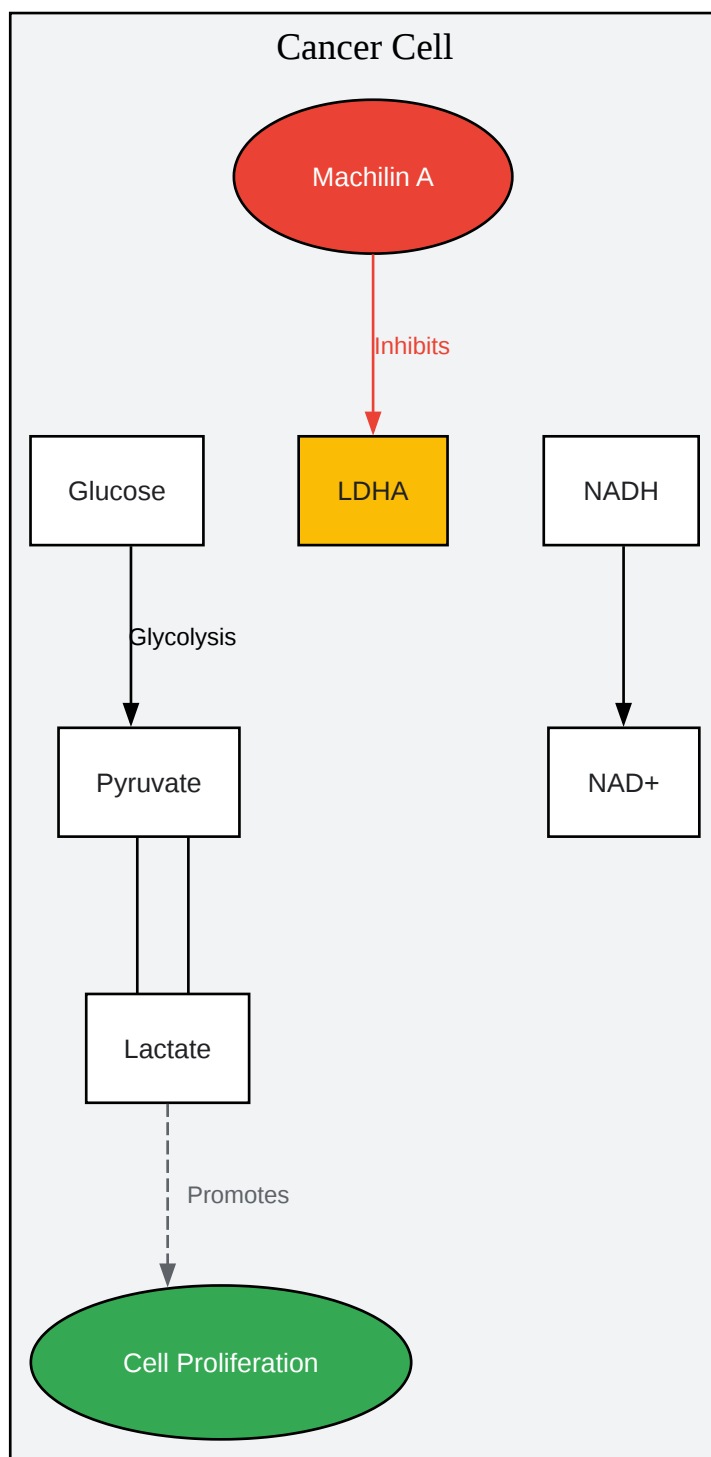 Cancer Cell
Machilin A
Inhibits
Glucose
LDHA
NADH
Glycolysis
Pyruvate
NAD+
Lactate
Promotes
Cell Proliferation